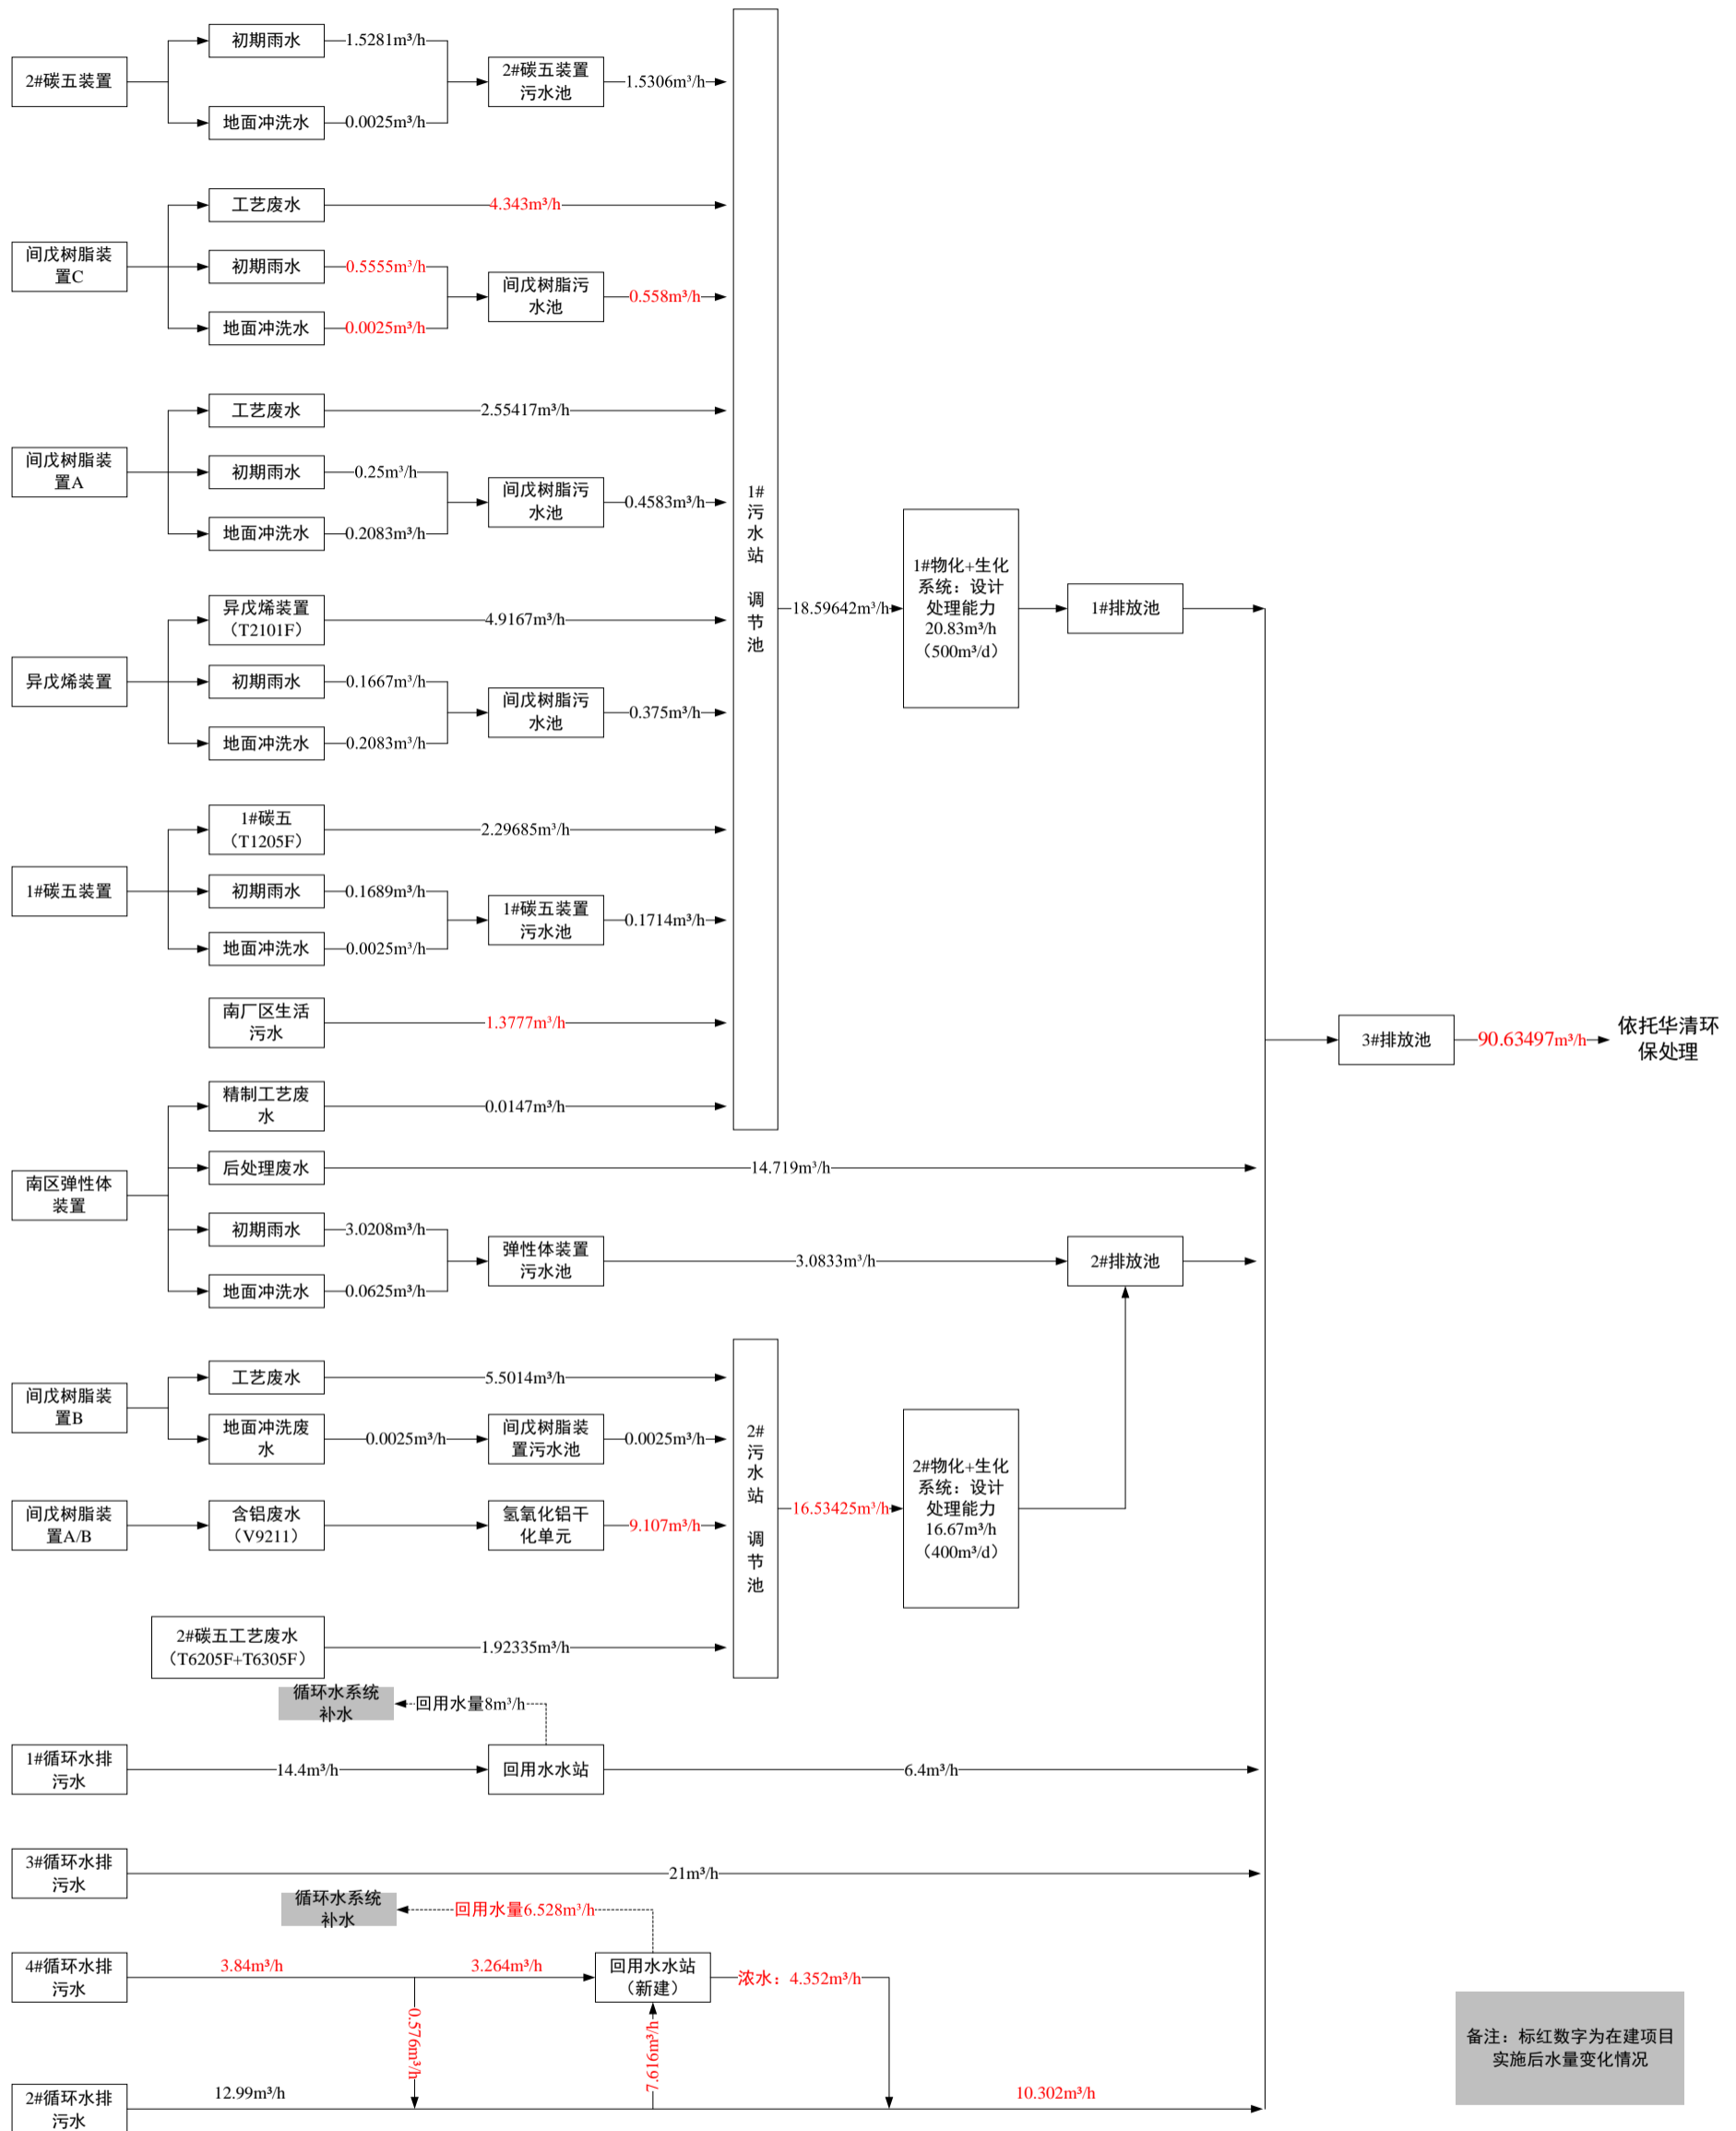 初期雨水
1.5281m³/h
2#碳五装置
2#碳五装置
污水池
1.5306m³/h
地面冲洗水
0.0025m³/h
工艺废水
4.343m³/h
间戊树脂装
置C
初期雨水
0.5555m³/h
间戊树脂污
水池
0.558m³/h
地面冲洗水
0.0025m³/h
工艺废水
2.55417m³/h
间戊树脂装
置A
初期雨水
0.25m³/h
间戊树脂污
水池
0.4583m³/h
地面冲洗水
0.2083m³/h
异戊烯装置
（T2101F）
4.9167m³/h
异戊烯装置
初期雨水
0.1667m³/h
间戊树脂污
水池
0.375m³/h
地面冲洗水
0.2083m³/h
1#碳五
（T1205F）
2.29685m³/h
1#碳五装置
初期雨水
0.1689m³/h
1#碳五装置
污水池
0.1714m³/h
地面冲洗水
0.0025m³/h
南厂区生活
污水
1.3777m³/h
精制工艺废
水
0.0147m³/h
1#
污
水
站
调
节
池
18.59642m³/h
1#物化+生化
系统：设计
处理能力
20.83m³/h
（500m³/d）
1#排放池
3#排放池
90.63497m³/h
依托华清环
保处理
南区弹性体
装置
后处理废水
14.719m³/h
初期雨水
3.0208m³/h
弹性体装置
污水池
3.0833m³/h
2#排放池
地面冲洗水
0.0625m³/h
间戊树脂装
置B
工艺废水
5.5014m³/h
地面冲洗废
水
0.0025m³/h
间戊树脂装
置污水池
0.0025m³/h
间戊树脂装
置A/B
含铝废水
（V9211）
氢氧化铝干
化单元
9.107m³/h
2#碳五工艺废水
（T6205F+T6305F）
1.92335m³/h
2#
污
水
站
调
节
池
16.53425m³/h
2#物化+生化
系统：设计
处理能力
16.67m³/h
（400m³/d）
循环水系统
补水
回用水量8m³/h
1#循环水排
污水
14.4m³/h
回用水水站
6.4m³/h
3#循环水排
污水
21m³/h
循环水系统
补水
回用水量6.528m³/h
4#循环水排
污水
3.84m³/h
3.264m³/h
回用水水站
（新建）
浓水：4.352m³/h
0.576m³/h
7.616m³/h
2#循环水排
污水
12.99m³/h
10.302m³/h
备注：标红数字为在建项目
实施后水量变化情况